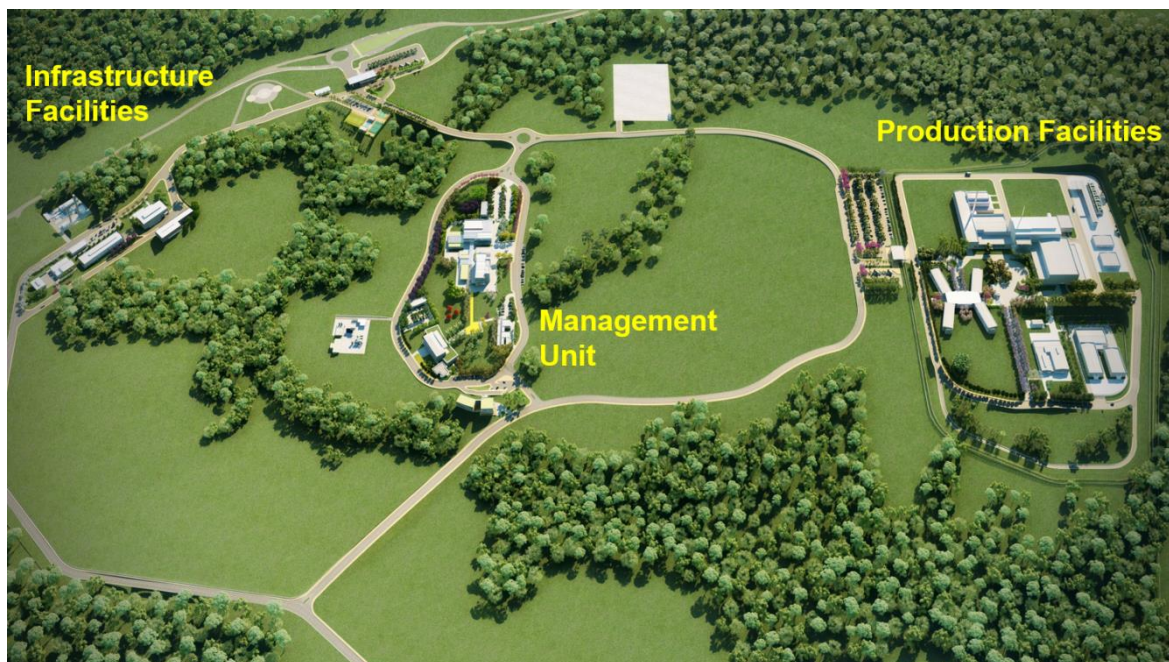 Infrastructure
Facilities
Production Facilities
Management
Unit